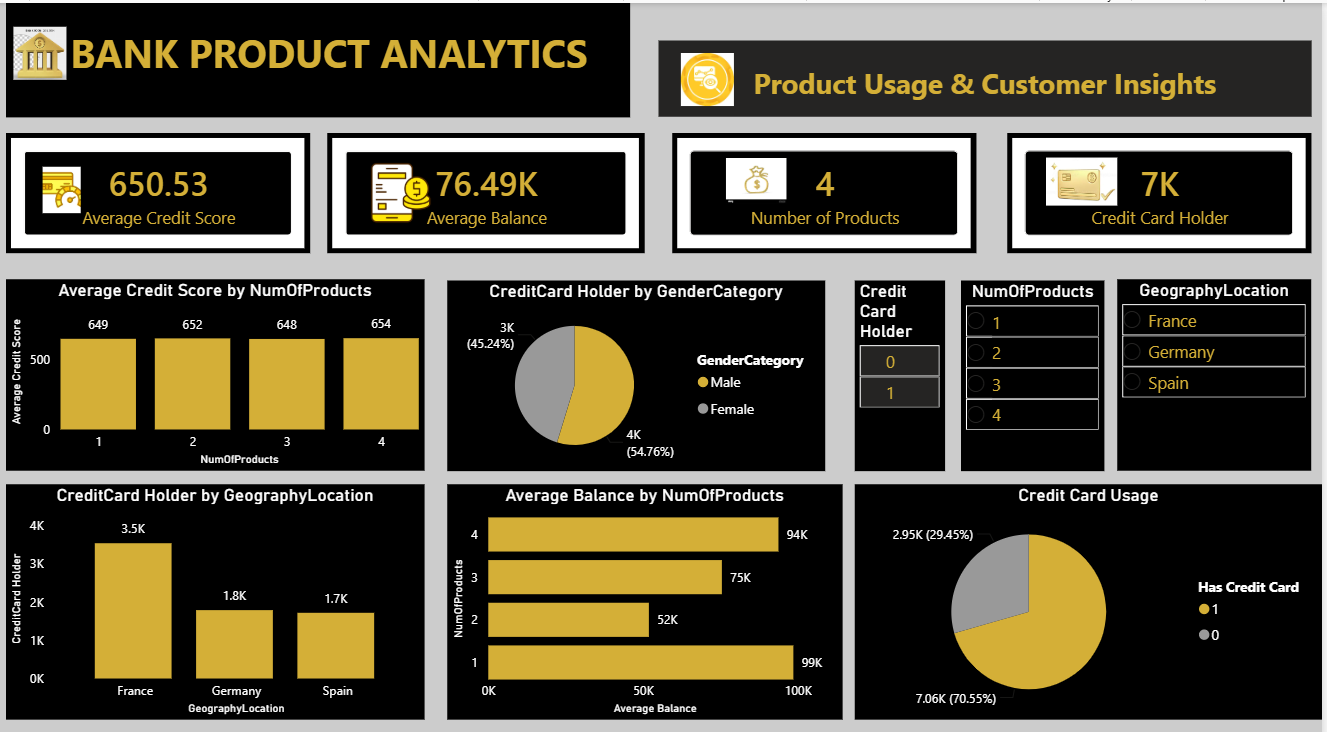 BANK PRODUCT ANALYTICS
Product Usage & Customer Insights
650.53
Average Credit Score
76.49K
Average Balance
4
Number of Products
7K
Credit Card Holder
Average Credit Score by NumOfProducts
Average Credit Score
500
0
649
652
648
654
1
2
3
4
NumOfProducts
CreditCard Holder by GenderCategory
3K
(45.24%)
4K
(54.76%)
GenderCategory
Male
Female
Credit
Card
Holder
0
1
NumOfProducts
1
2
3
4
GeographyLocation
France
Germany
Spain
CreditCard Holder by GeographyLocation
CreditCard Holder
4K
3K
2K
1K
0K
3.5K
1.8K
1.7K
France
Germany
Spain
GeographyLocation
Average Balance by NumOfProducts
NumOfProducts
4
94K
3
75K
2
52K
1
99K
0K
50K
100K
Average Balance
Credit Card Usage
2.95K (29.45%)
7.06K (70.55%)
Has Credit Card
1
0